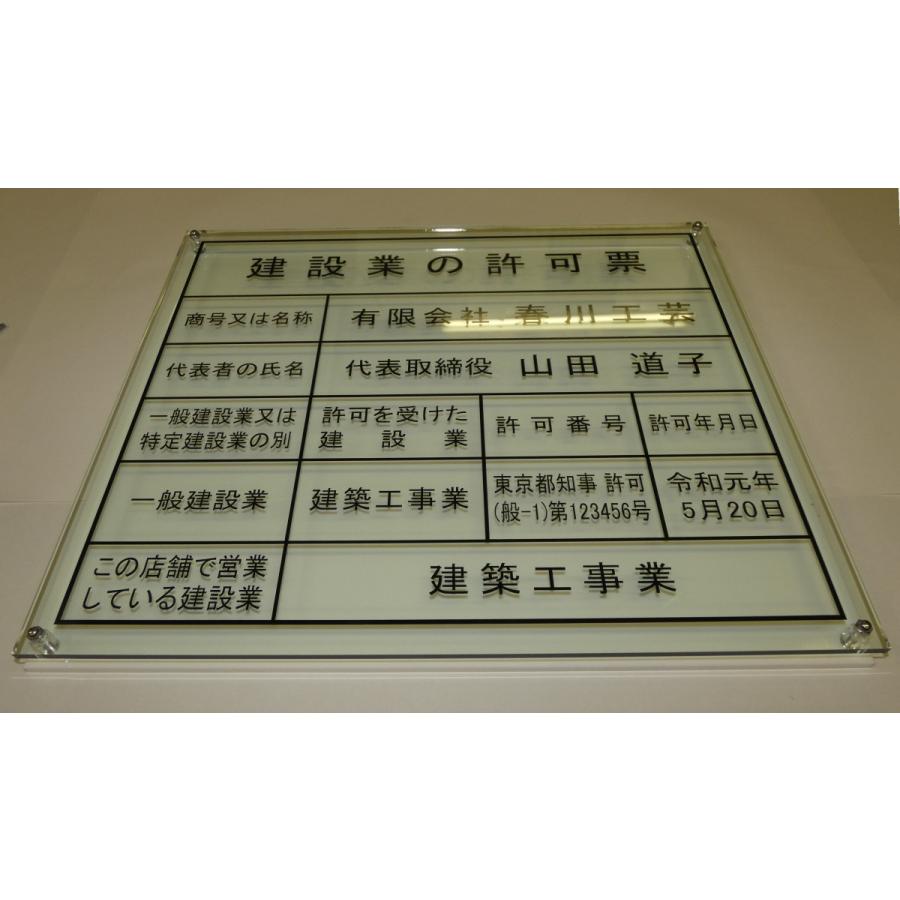 建設業の許可票
商号又は名称 有限会社 春川工芸
代表者の氏名 代表取締役 山田 道子
一般建設業又は
特定建設業の別
許可を受けた
建設業
許可番号
許可年月日
一般建設業
建築工事業
東京都知事 許可
(般-1)第123456号
令和元年
5月20日
この店舗で営業
している建設業
建築工事業